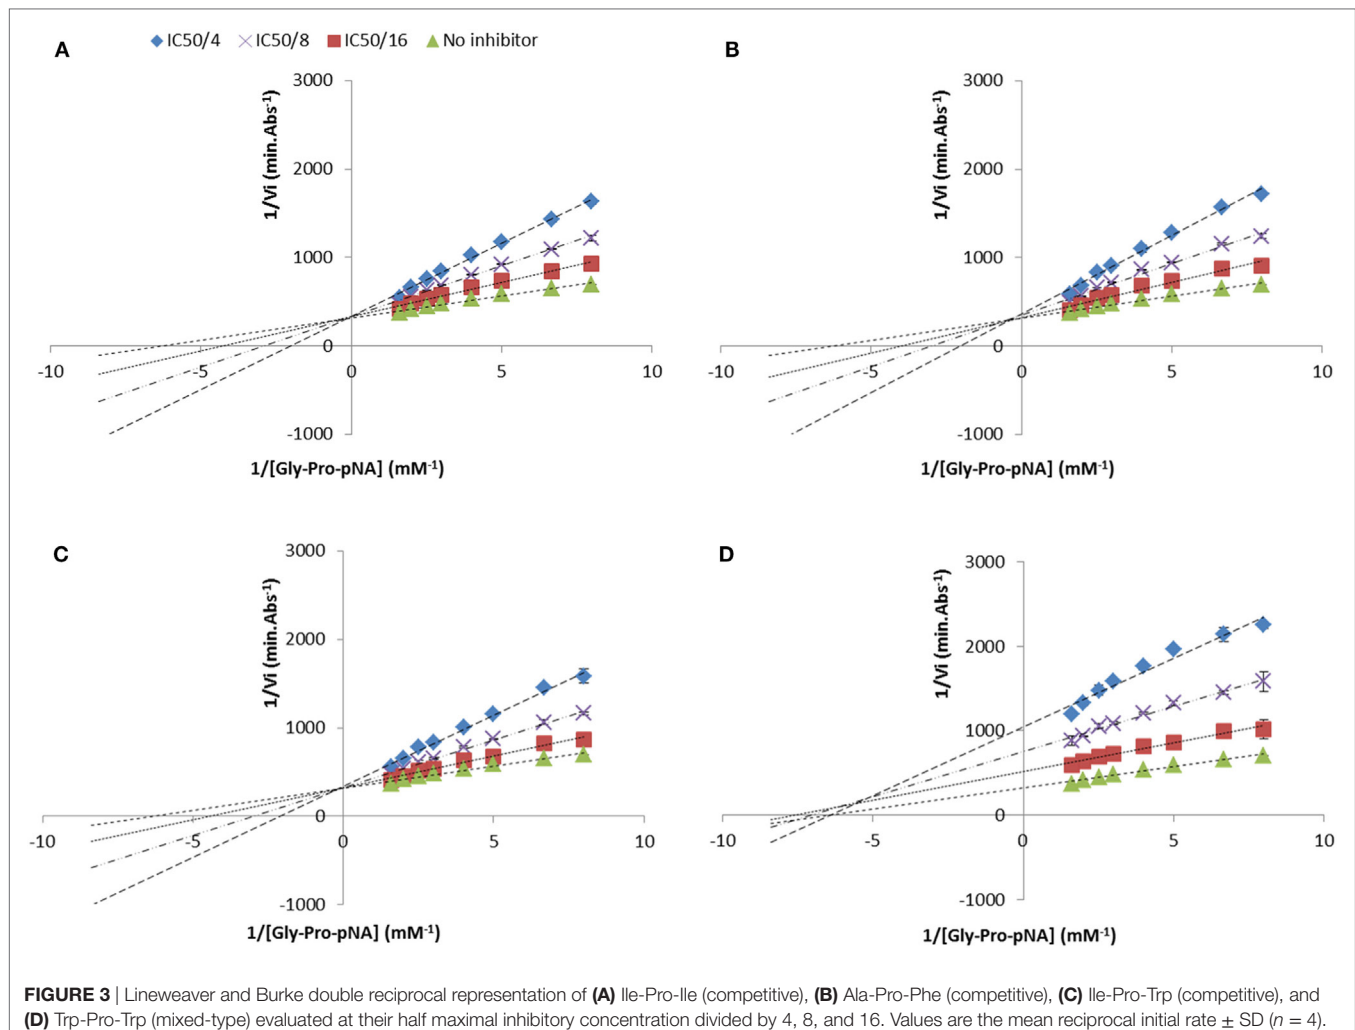 A
IC50/4 IC50/8 IC50/16 No inhibitor
3000
2000
1000
0
-1000
-10 -5 0 5 10
1/Vi (min.Abs-1)
1/[Gly-Pro-pNA] (mM-1)
B
3000
2000
1000
0
-1000
-10 -5 0 5 10
1/Vi (min.Abs-1)
1/[Gly-Pro-pNA] (mM-1)
C
3000
2000
1000
0
-1000
-10 -5 0 5 10
1/Vi (min.Abs-1)
1/[Gly-Pro-pNA] (mM-1)
D
3000
2000
1000
0
-1000
-10 -5 0 5 10
1/Vi (min.Abs-1)
1/[Gly-Pro-pNA] (mM-1)
FIGURE 3 | Lineweaver and Burke double reciprocal representation of (A) Ile-Pro-Ile (competitive), (B) Ala-Pro-Phe (competitive), (C) Ile-Pro-Trp (competitive), and
(D) Trp-Pro-Trp (mixed-type) evaluated at their half maximal inhibitory concentration divided by 4, 8, and 16. Values are the mean reciprocal initial rate ± SD (n = 4).